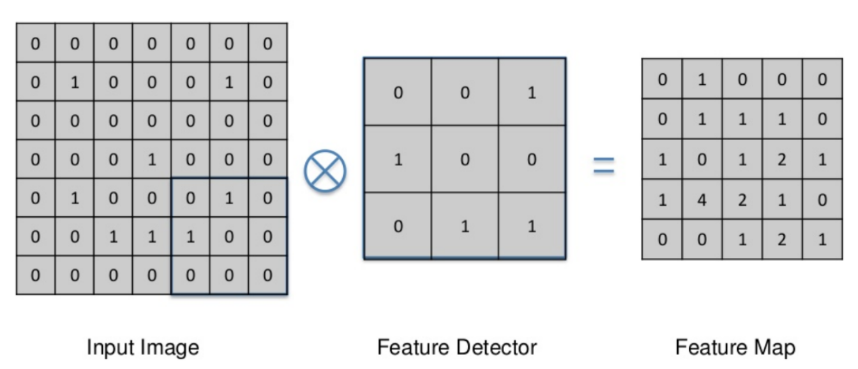 0 0 0 0 0 0 0
0 1 0 0 0 1 0
0 0 0 0 0 0 0
0 0 0 1 0 0 0
0 1 0 0 0 1 0
0 0 1 1 1 0 0
0 0 0 0 0 0 0
Input Image
0 0 1
1 0 0
0 1 1
Feature Detector
=
0 1 0 0 0
0 1 1 1 0
1 0 1 2 1
1 4 2 1 0
0 0 1 2 1
Feature Map